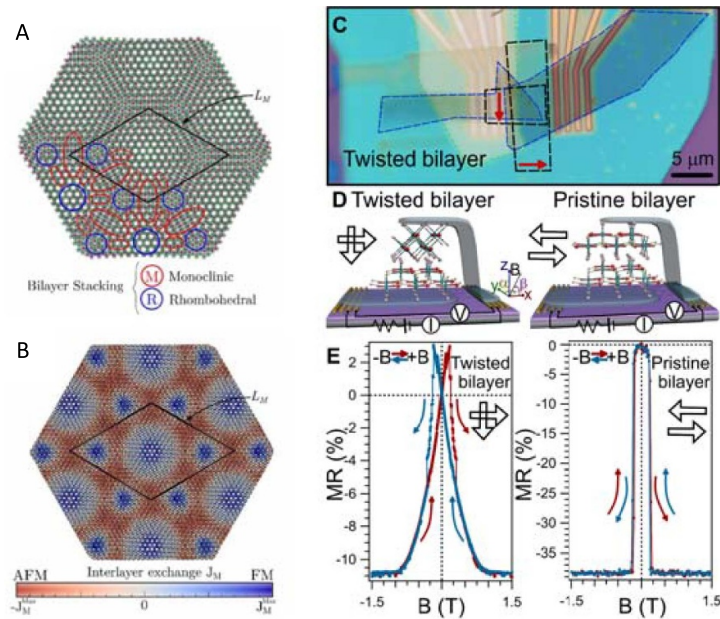 A
L_M
Bilayer Stacking
M Monoclinic
R Rhombohedral
B
L_M
AFM Interlayer exchange J_M FM
-J_M^Max 0 J_M^Max
C
Twisted bilayer
5 μm
D Twisted bilayer
Pristine bilayer
z B
y α β x
I V
I V
E
-B +B Twisted bilayer
MR (%)
2
0
-2
-4
-6
-8
-10
-1.5 B (T) 1.5
-B +B Pristine bilayer
MR (%)
0
-5
-10
-15
-20
-25
-30
-35
-1.5 B (T) 1.5